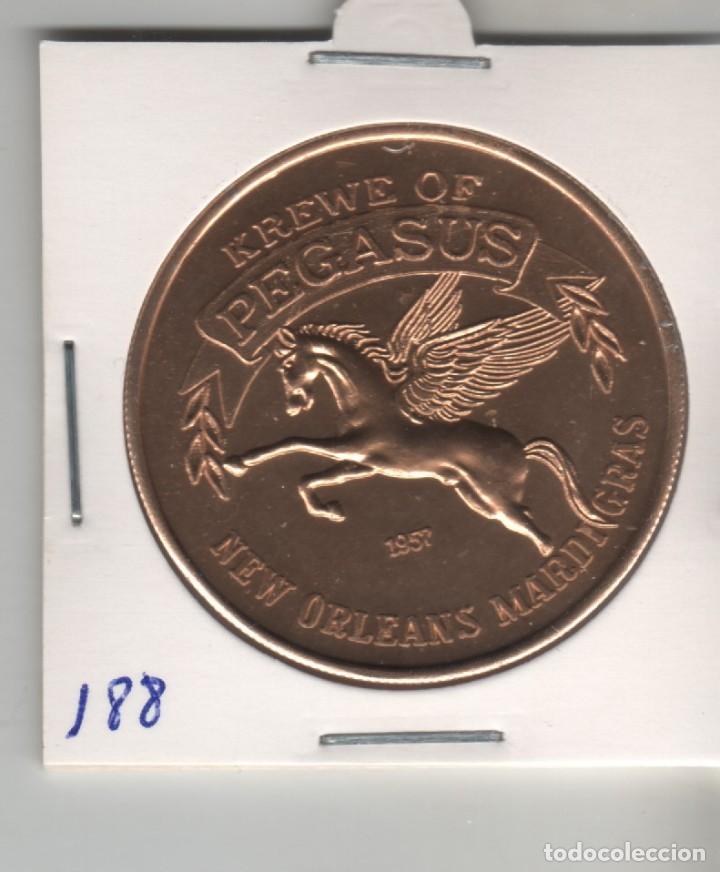 KREWE OF
PEGASUS
1957
NEW ORLEANS MARDI GRAS
188
todocoleccion